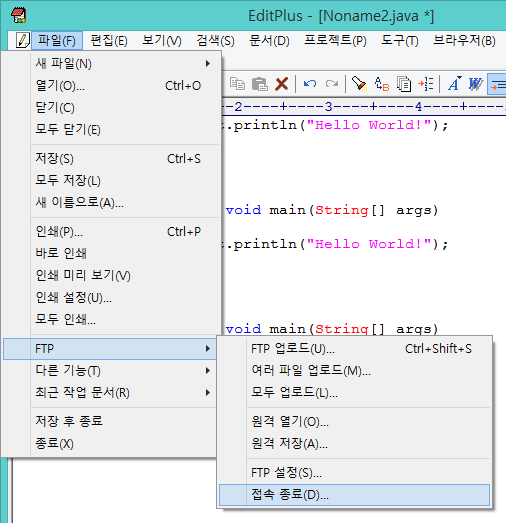 EditPlus - [Noname2.java *]
파일(F) 편집(E) 보기(V) 검색(S) 문서(D) 프로젝트(P) 도구(T) 브라우저(B)
새 파일(N)
열기(O)... Ctrl+O
닫기(C)
모두 닫기(E)
저장(S) Ctrl+S
모두 저장(L)
새 이름으로(A)...
인쇄(P)... Ctrl+P
바로 인쇄
인쇄 미리 보기(V)
인쇄 설정(U)...
모두 인쇄...
FTP
다른 기능(T)
최근 작업 문서(R)
저장 후 종료
종료(X)
--2----+----3----+----4----+----
t.println("Hello World!");
void main(String[] args)
t.println("Hello World!");
void main(String[] args)
FTP 업로드(U)... Ctrl+Shift+S
여러 파일 업로드(M)...
모두 업로드(L)...
원격 열기(O)...
원격 저장(A)...
FTP 설정(S)...
접속 종료(D)...